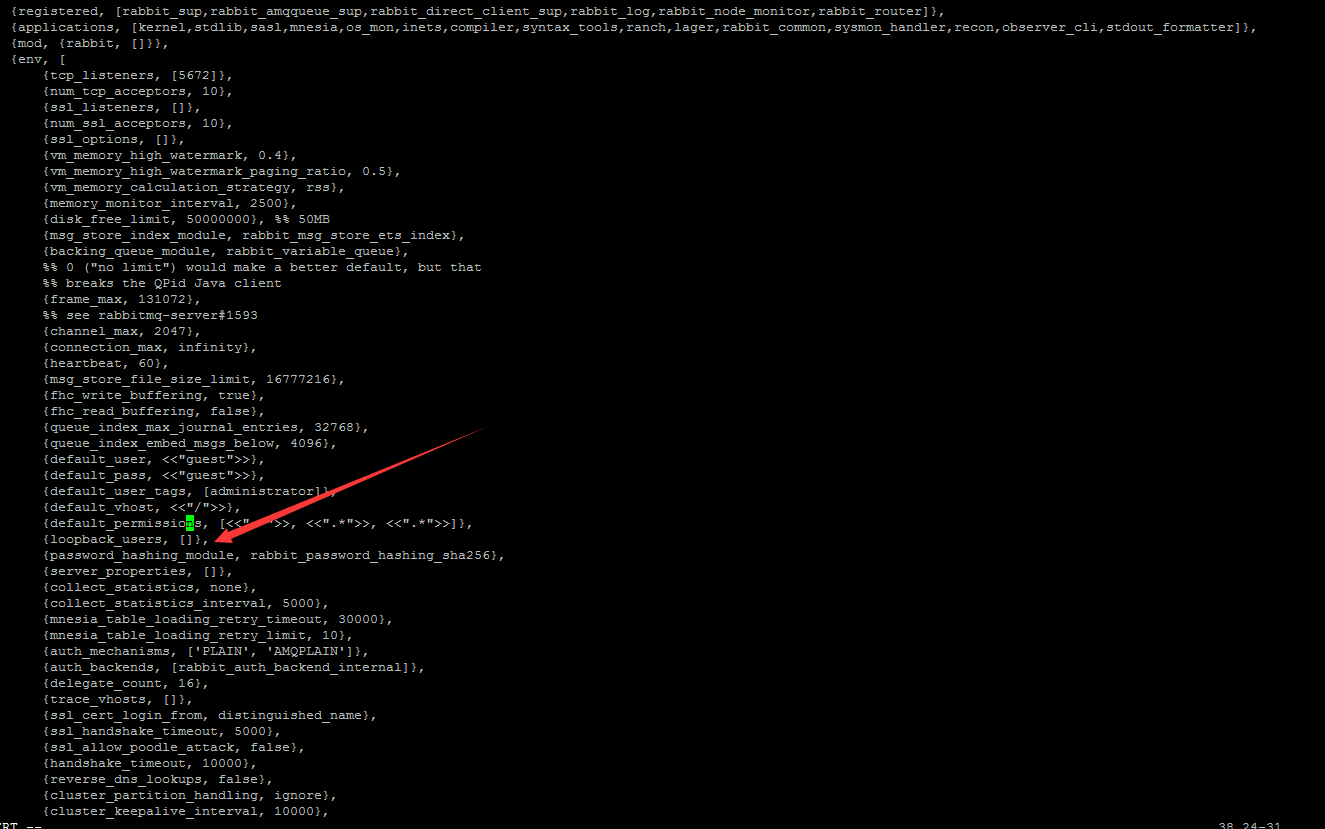 {registered, [rabbit_sup,rabbit_amqqueue_sup,rabbit_direct_client_sup,rabbit_log,rabbit_node_monitor,rabbit_router]},
{applications, [kernel,stdlib,sasl,mnesia,os_mon,inets,compiler,syntax_tools,ranch,lager,rabbit_common,sysmon_handler,recon,observer_cli,stdout_formatter]},
{mod, {rabbit, []}},
{env, [
{tcp_listeners, [5672]},
{num_tcp_acceptors, 10},
{ssl_listeners, []},
{num_ssl_acceptors, 10},
{ssl_options, []},
{vm_memory_high_watermark, 0.4},
{vm_memory_high_watermark_paging_ratio, 0.5},
{vm_memory_calculation_strategy, rss},
{memory_monitor_interval, 2500},
{disk_free_limit, 50000000}, %% 50MB
{msg_store_index_module, rabbit_msg_store_ets_index},
{backing_queue_module, rabbit_variable_queue},
%% 0 ("no limit") would make a better default, but that
%% breaks the QPid Java client
{frame_max, 131072},
%% see rabbitmq-server#1593
{channel_max, 2047},
{connection_max, infinity},
{heartbeat, 60},
{msg_store_file_size_limit, 16777216},
{fhc_write_buffering, true},
{fhc_read_buffering, false},
{queue_index_max_journal_entries, 32768},
{queue_index_embed_msgs_below, 4096},
{default_user, <<"guest">>},
{default_pass, <<"guest">>},
{default_user_tags, [administrator]},
{default_vhost, <<"/">>},
{default_permissions, [<<" ">>, <<".*">>, <<".*">>]},
{loopback_users, []},
{password_hashing_module, rabbit_password_hashing_sha256},
{server_properties, []},
{collect_statistics, none},
{collect_statistics_interval, 5000},
{mnesia_table_loading_retry_timeout, 30000},
{mnesia_table_loading_retry_limit, 10},
{auth_mechanisms, ['PLAIN', 'AMQPLAIN']},
{auth_backends, [rabbit_auth_backend_internal]},
{delegate_count, 16},
{trace_vhosts, []},
{ssl_cert_login_from, distinguished_name},
{ssl_handshake_timeout, 5000},
{ssl_allow_poodle_attack, false},
{handshake_timeout, 10000},
{reverse_dns_lookups, false},
{cluster_partition_handling, ignore},
{cluster_keepalive_interval, 10000},
RT -- 38,24-31